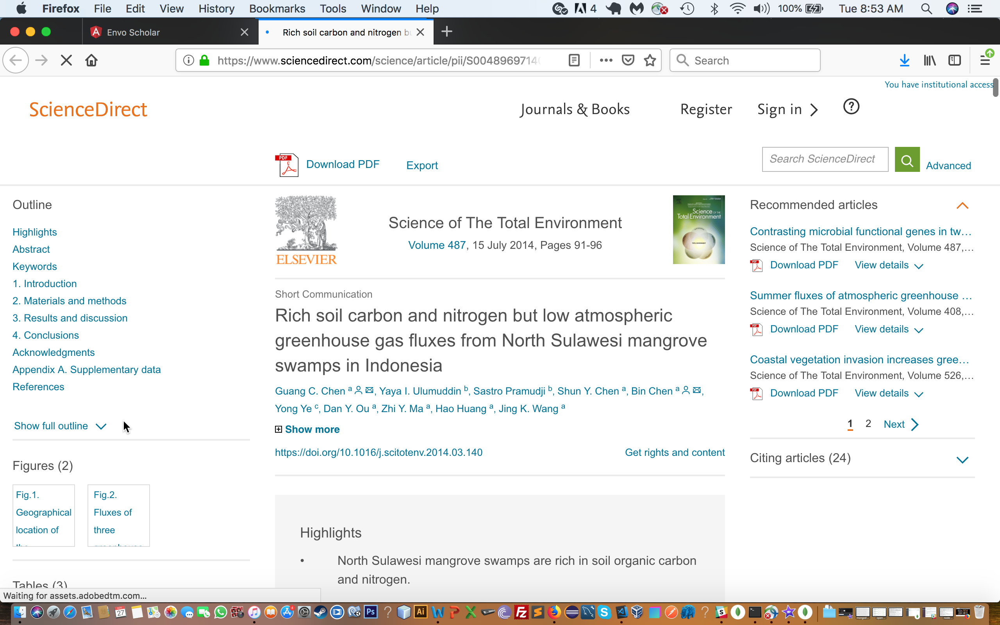 Firefox File Edit View History Bookmarks Tools Window Help 4 100% Tue 8:53 AM
Envo Scholar
Rich soil carbon and nitrogen
https://www.sciencedirect.com/science/article/pii/S0048969714
Search
You have institutional access
ScienceDirect
Journals & Books Register Sign in
Download PDF Export
Search ScienceDirect
Advanced
Outline
Highlights
Abstract
Keywords
1. Introduction
2. Materials and methods
3. Results and discussion
4. Conclusions
Acknowledgments
Appendix A. Supplementary data
References
Show full outline
Figures (2)
Fig.1.
Geographical
location of
Fig.2.
Fluxes of
three
greenhouse
Tables (3)
Waiting for assets.adobedtm.com...
ELSEVIER
Science of The Total Environment
Volume 487, 15 July 2014, Pages 91-96
Science OF THE
Total Environment
Short Communication
Rich soil carbon and nitrogen but low atmospheric
greenhouse gas fluxes from North Sulawesi mangrove
swamps in Indonesia
Guang C. Chen a, Yaya I. Ulumuddin b, Sastro Pramudji b, Shun Y. Chen a, Bin Chen a,
Yong Ye c, Dan Y. Ou a, Zhi Y. Ma a, Hao Huang a, Jing K. Wang a
Show more
https://doi.org/10.1016/j.scitotenv.2014.03.140
Get rights and content
Highlights
• North Sulawesi mangrove swamps are rich in soil organic carbon
and nitrogen.
Recommended articles
Contrasting microbial functional genes in tw…
Science of The Total Environment, Volume 487,…
Download PDF View details
Summer fluxes of atmospheric greenhouse …
Science of The Total Environment, Volume 408,…
Download PDF View details
Coastal vegetation invasion increases gree…
Science of The Total Environment, Volume 526,…
Download PDF View details
1 2 Next
Citing articles (24)
NOV
27
Ps
Ai
Fz